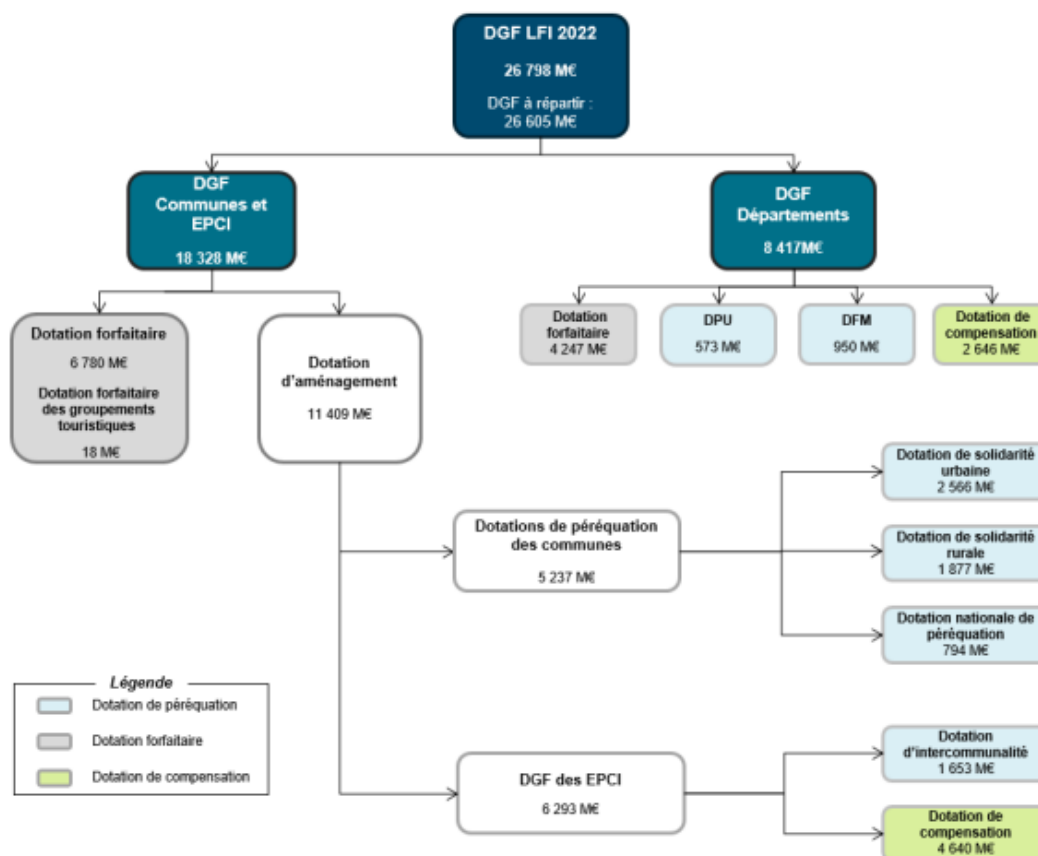 DGF LFI 2022
26 798 M€
DGF à répartir :
26 605 M€
DGF
Communes et
EPCI
18 328 M€
DGF
Départements
8 417M€
Dotation forfaitaire
6 780 M€
Dotation forfaitaire
des groupements
touristiques
18 M€
Dotation
d'aménagement
11 409 M€
Dotation
forfaitaire
4 247 M€
DPU
573 M€
DFM
950 M€
Dotation de
compensation
2 646 M€
Dotations de péréquation
des communes
5 237 M€
Dotation de solidarité
urbaine
2 566 M€
Dotation de solidarité
rurale
1 877 M€
Dotation nationale de
péréquation
794 M€
Légende
Dotation de péréquation
Dotation forfaitaire
Dotation de compensation
DGF des EPCI
6 293 M€
Dotation
d'intercommunalité
1 653 M€
Dotation de
compensation
4 640 M€